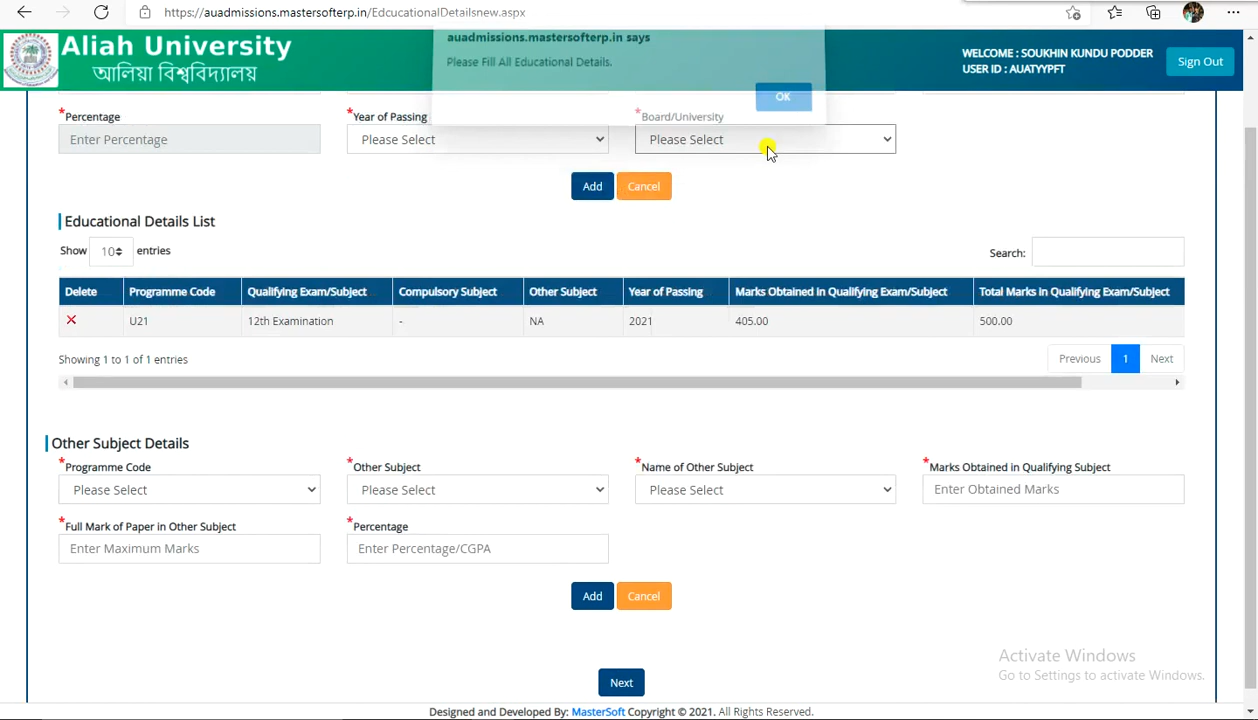 https://auadmissions.mastersofterp.in/EdcucationalDetailsnew.aspx
Aliah University
আলিয়া বিশ্ববিদ্যালয়
auadmissions.mastersofterp.in says
Please Fill All Educational Details.
OK
WELCOME : SOUKHIN KUNDU PODDER
USER ID : AUATYYPFT
Sign Out
*Percentage *Year of Passing *Board/University
Enter Percentage Please Select Please Select
Add Cancel
Educational Details List
Show 10 entries Search:
Delete Programme Code Qualifying Exam/Subject Compulsory Subject Other Subject Year of Passing Marks Obtained in Qualifying Exam/Subject Total Marks in Qualifying Exam/Subject
U21 12th Examination - NA 2021 405.00 500.00
Showing 1 to 1 of 1 entries Previous 1 Next
Other Subject Details
*Programme Code *Other Subject *Name of Other Subject *Marks Obtained in Qualifying Subject
Please Select Please Select Please Select Enter Obtained Marks
*Full Mark of Paper in Other Subject *Percentage
Enter Maximum Marks Enter Percentage/CGPA
Add Cancel
Activate Windows
Go to Settings to activate Windows.
Next
Designed and Developed By: MasterSoft Copyright © 2021. All Rights Reserved.